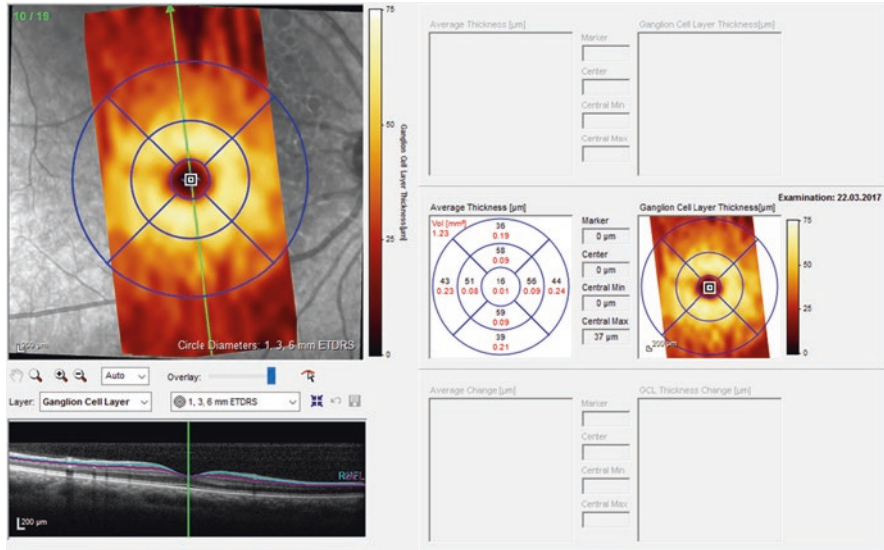 10 / 19
75
50
25
0
Ganglion Cell Layer Thickness [µm]
200 µm
Circle Diameters: 1, 3, 6 mm ETDRS
Auto
Overlay:
Layer: Ganglion Cell Layer
1, 3, 6 mm ETDRS
200 µm
Average Thickness [µm]
Marker
Center
Central Min
Central Max
Ganglion Cell Layer Thickness[µm]
Examination: 22.03.2017
Average Thickness [µm]
Vol [mm³]
1.23
36
0.19
58
0.09
43
0.23
51
0.08
16
0.01
56
0.09
44
0.24
59
0.09
39
0.21
Marker
0 µm
Center
0 µm
Central Min
0 µm
Central Max
37 µm
Ganglion Cell Layer Thickness[µm]
200 µm
75
50
25
0
Average Change [µm]
Marker
Center
Central Min
Central Max
GCL Thickness Change [µm]